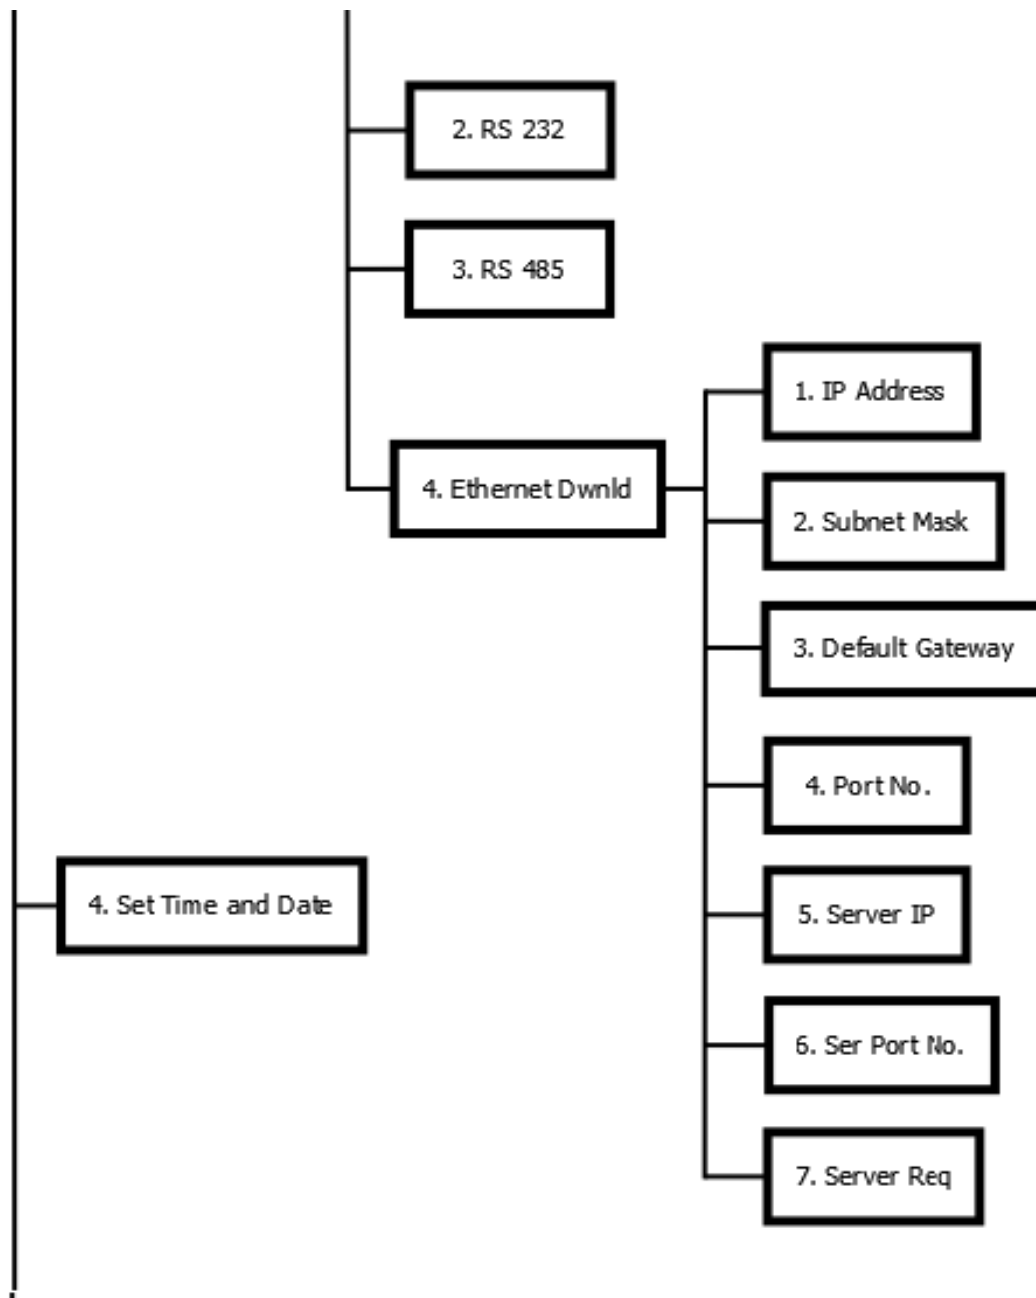 2. RS 232
3. RS 485
4. Ethernet Dwnld
1. IP Address
2. Subnet Mask
3. Default Gateway
4. Port No.
5. Server IP
6. Ser Port No.
7. Server Req
4. Set Time and Date